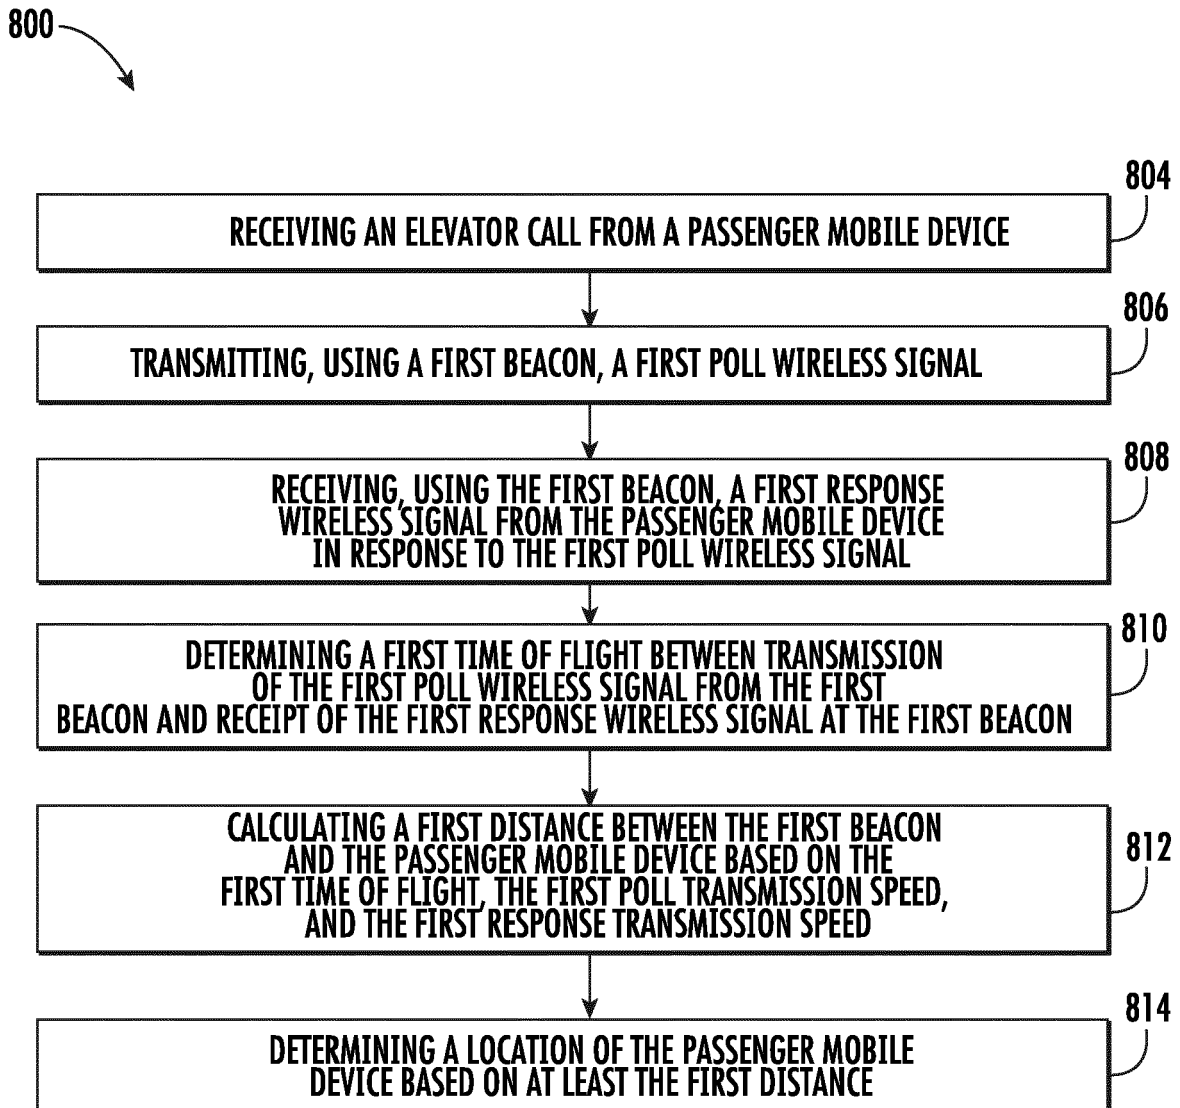 800
804
RECEIVING AN ELEVATOR CALL FROM A PASSENGER MOBILE DEVICE
806
TRANSMITTING, USING A FIRST BEACON, A FIRST POLL WIRELESS SIGNAL
808
RECEIVING, USING THE FIRST BEACON, A FIRST RESPONSE
WIRELESS SIGNAL FROM THE PASSENGER MOBILE DEVICE
IN RESPONSE TO THE FIRST POLL WIRELESS SIGNAL
810
DETERMINING A FIRST TIME OF FLIGHT BETWEEN TRANSMISSION
OF THE FIRST POLL WIRELESS SIGNAL FROM THE FIRST
BEACON AND RECEIPT OF THE FIRST RESPONSE WIRELESS SIGNAL AT THE FIRST BEACON
812
CALCULATING A FIRST DISTANCE BETWEEN THE FIRST BEACON
AND THE PASSENGER MOBILE DEVICE BASED ON THE
FIRST TIME OF FLIGHT, THE FIRST POLL TRANSMISSION SPEED,
AND THE FIRST RESPONSE TRANSMISSION SPEED
814
DETERMINING A LOCATION OF THE PASSENGER MOBILE
DEVICE BASED ON AT LEAST THE FIRST DISTANCE